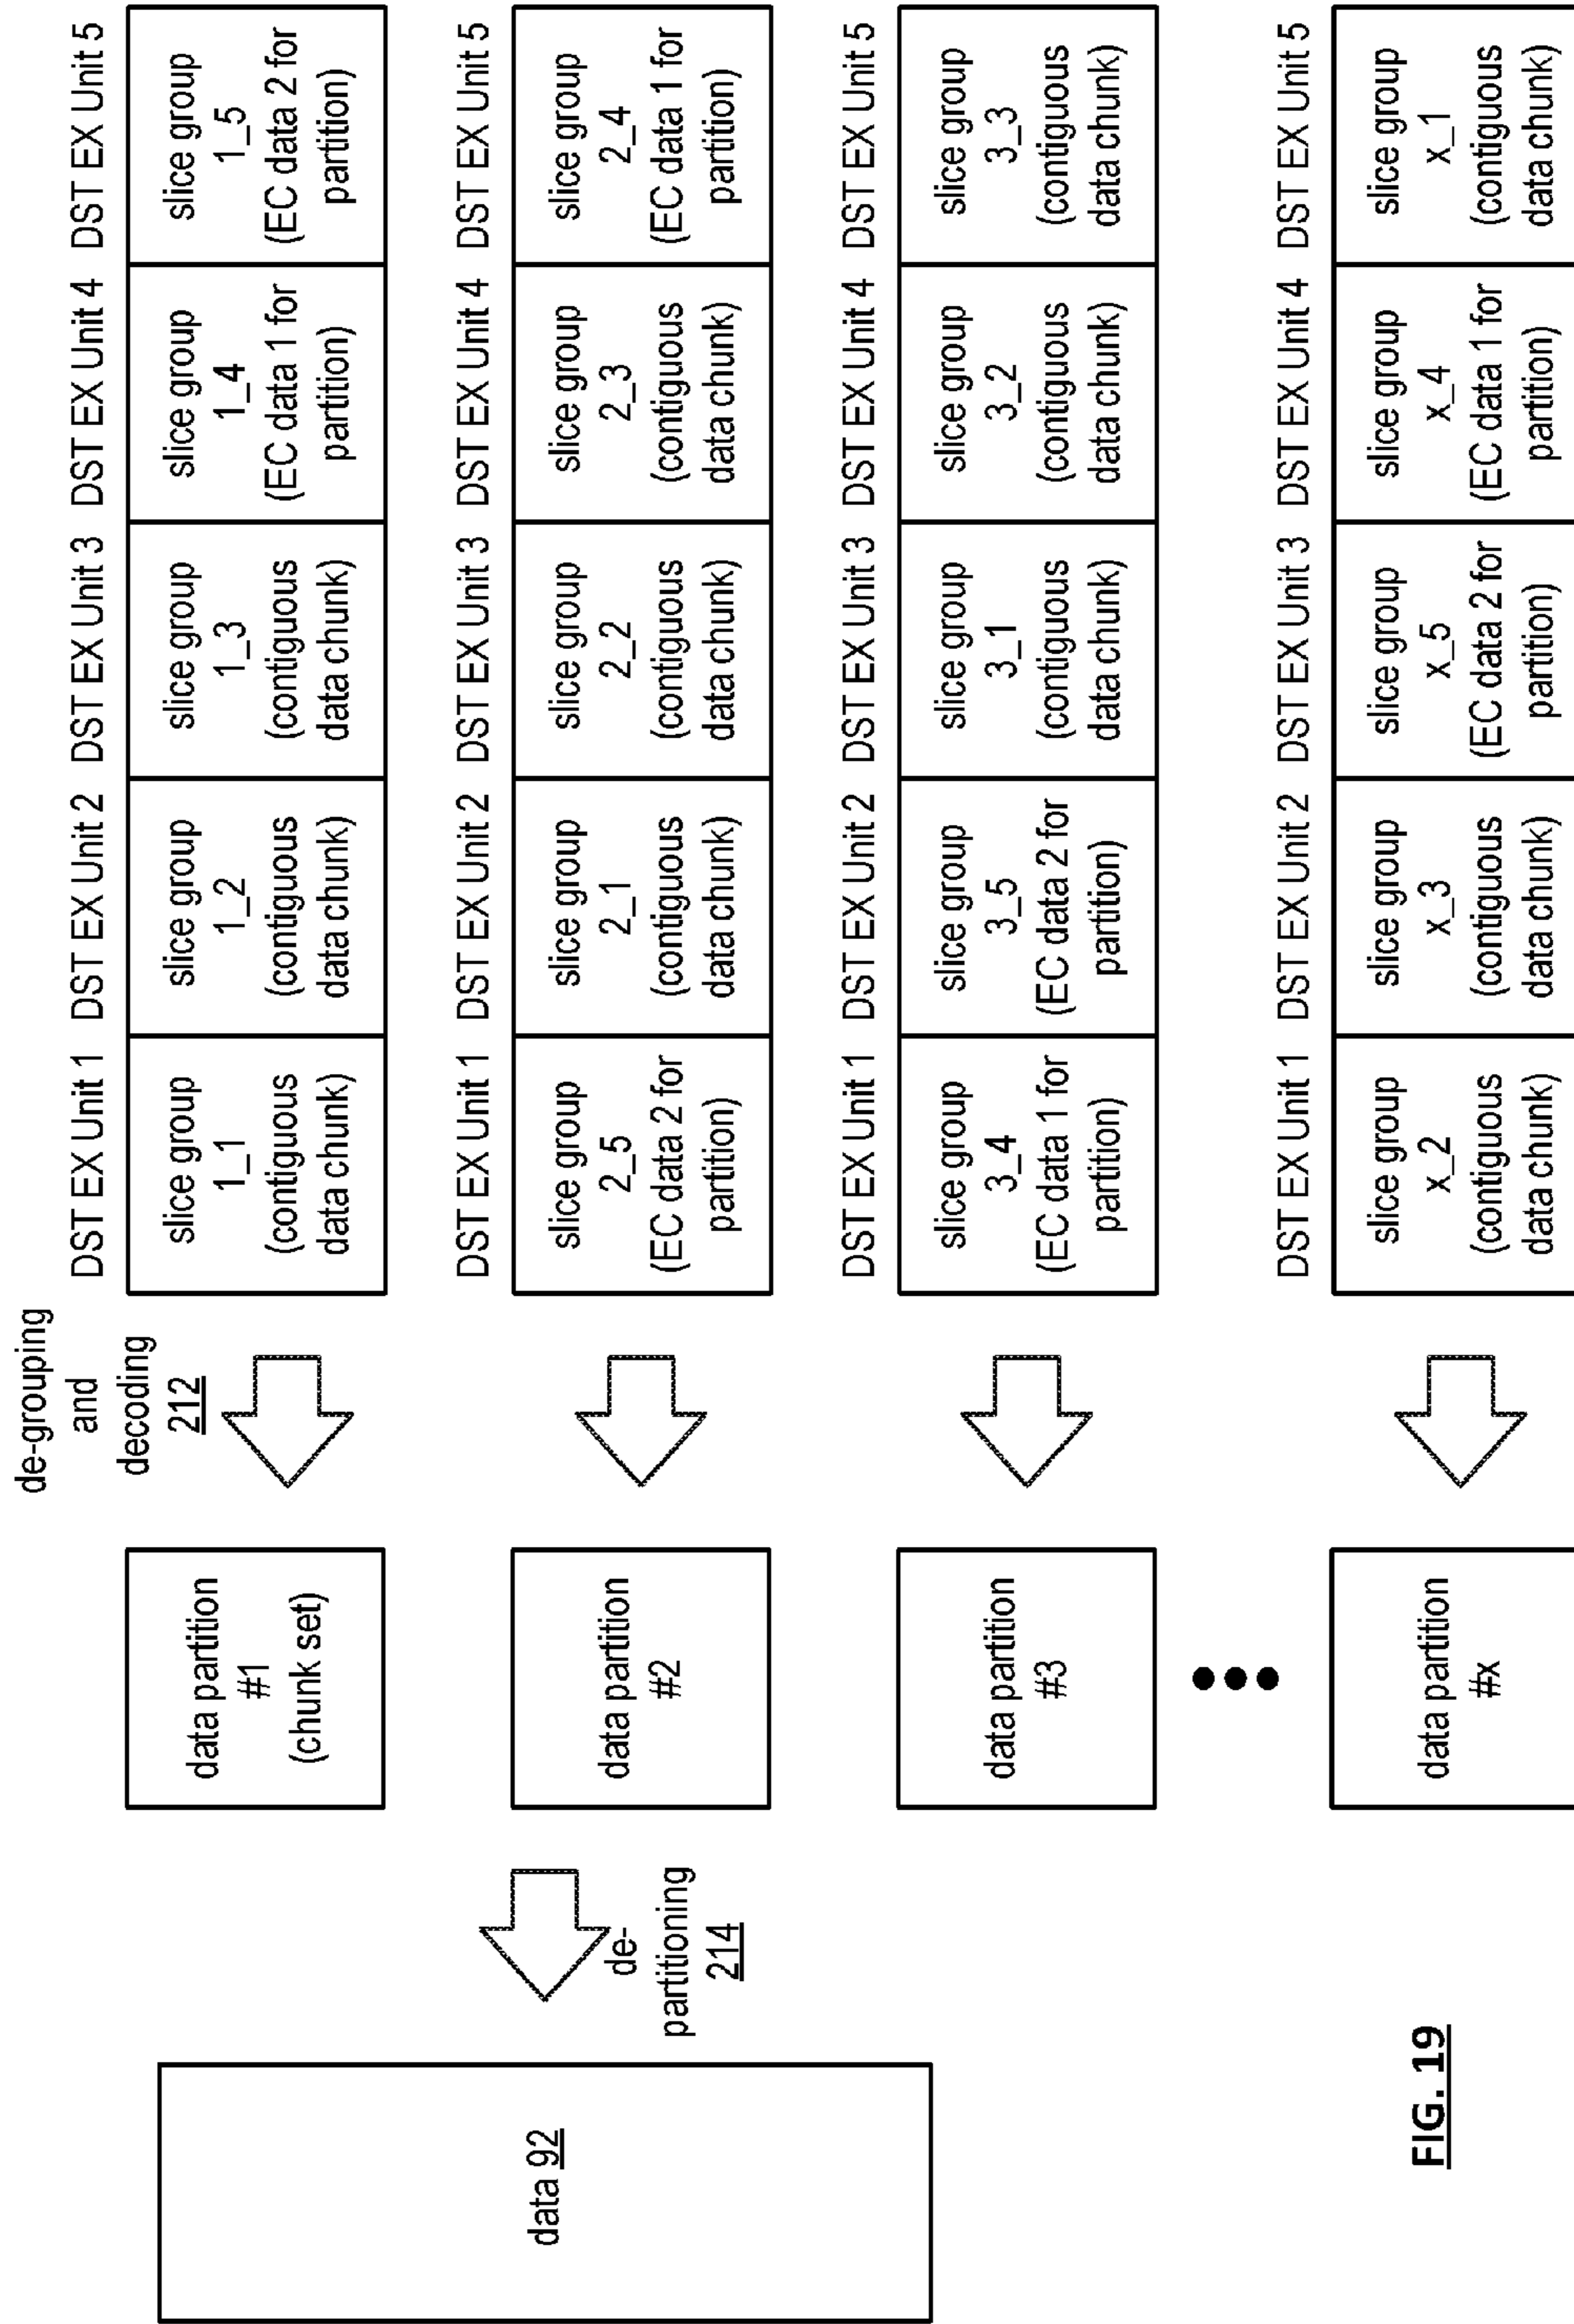 de-grouping
and
decoding
212
DST EX Unit 1 DST EX Unit 2 DST EX Unit 3 DST EX Unit 4 DST EX Unit 5
data partition
#1
(chunk set)
slice group
1_1
(contiguous
data chunk)
slice group
1_2
(contiguous
data chunk)
slice group
1_3
(contiguous
data chunk)
slice group
1_4
(EC data 1 for
partition)
slice group
1_5
(EC data 2 for
partition)
data 92
de-
partitioning
214
DST EX Unit 1 DST EX Unit 2 DST EX Unit 3 DST EX Unit 4 DST EX Unit 5
data partition
#2
slice group
2_5
(EC data 2 for
partition)
slice group
2_1
(contiguous
data chunk)
slice group
2_2
(contiguous
data chunk)
slice group
2_3
(contiguous
data chunk)
slice group
2_4
(EC data 1 for
partition)
DST EX Unit 1 DST EX Unit 2 DST EX Unit 3 DST EX Unit 4 DST EX Unit 5
data partition
#3
slice group
3_4
(EC data 1 for
partition)
slice group
3_5
(EC data 2 for
partition)
slice group
3_1
(contiguous
data chunk)
slice group
3_2
(contiguous
data chunk)
slice group
3_3
(contiguous
data chunk)
DST EX Unit 1 DST EX Unit 2 DST EX Unit 3 DST EX Unit 4 DST EX Unit 5
data partition
#x
slice group
x_2
(contiguous
data chunk)
slice group
x_3
(contiguous
data chunk)
slice group
x_5
(EC data 2 for
partition)
slice group
x_4
(EC data 1 for
partition)
slice group
x_1
(contiguous
data chunk)
FIG. 19